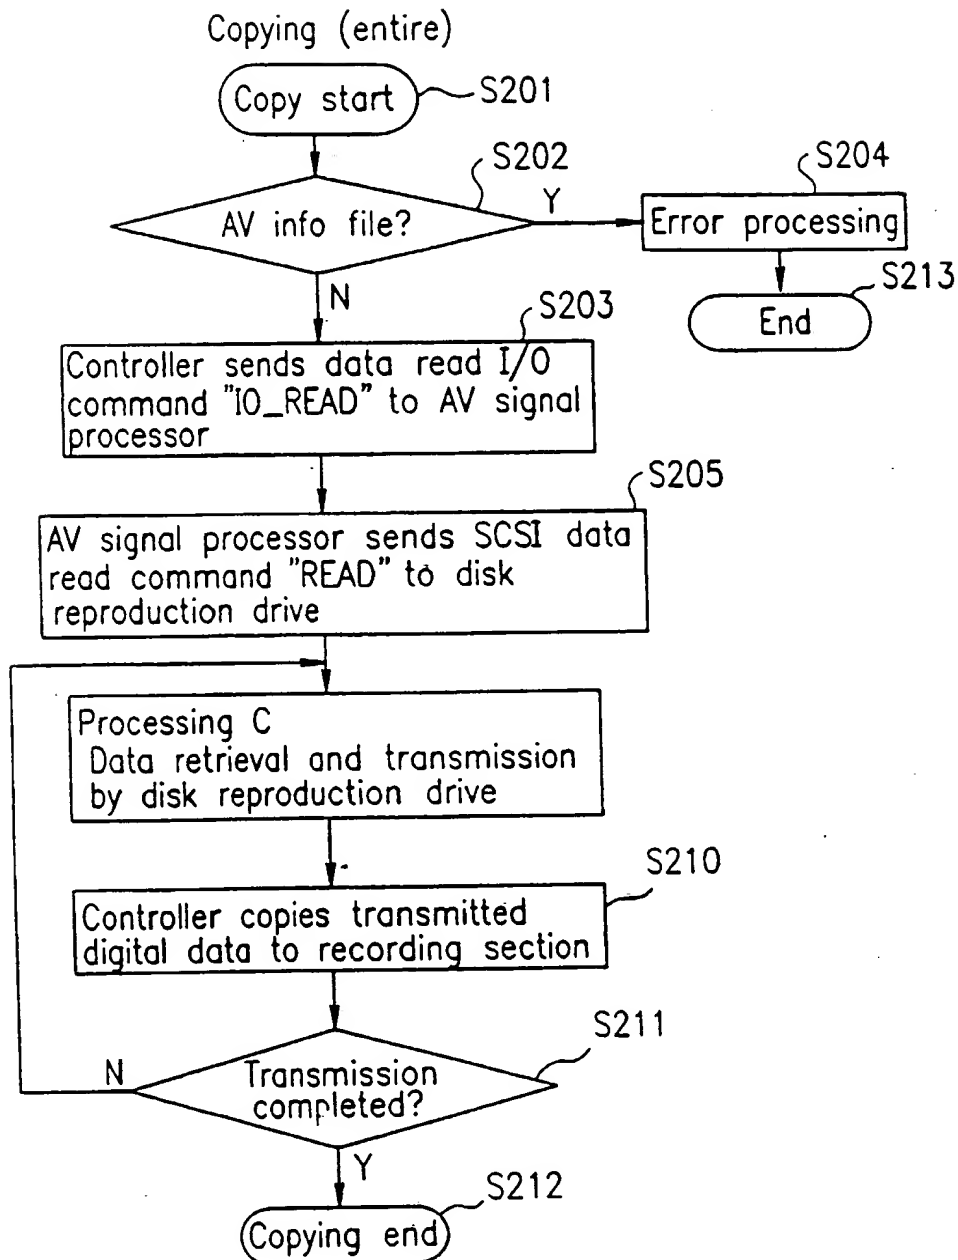 Copying (entire)
Copy start
S201
S202
AV info file?
Y
S204
Error processing
S213
End
N
S203
Controller sends data read I/O
command "IO_READ" to AV signal
processor
S205
AV signal processor sends SCSI data
read command "READ" to disk
reproduction drive
Processing C
Data retrieval and transmission
by disk reproduction drive
S210
Controller copies transmitted
digital data to recording section
S211
N
Transmission
completed?
Y
S212
Copying end